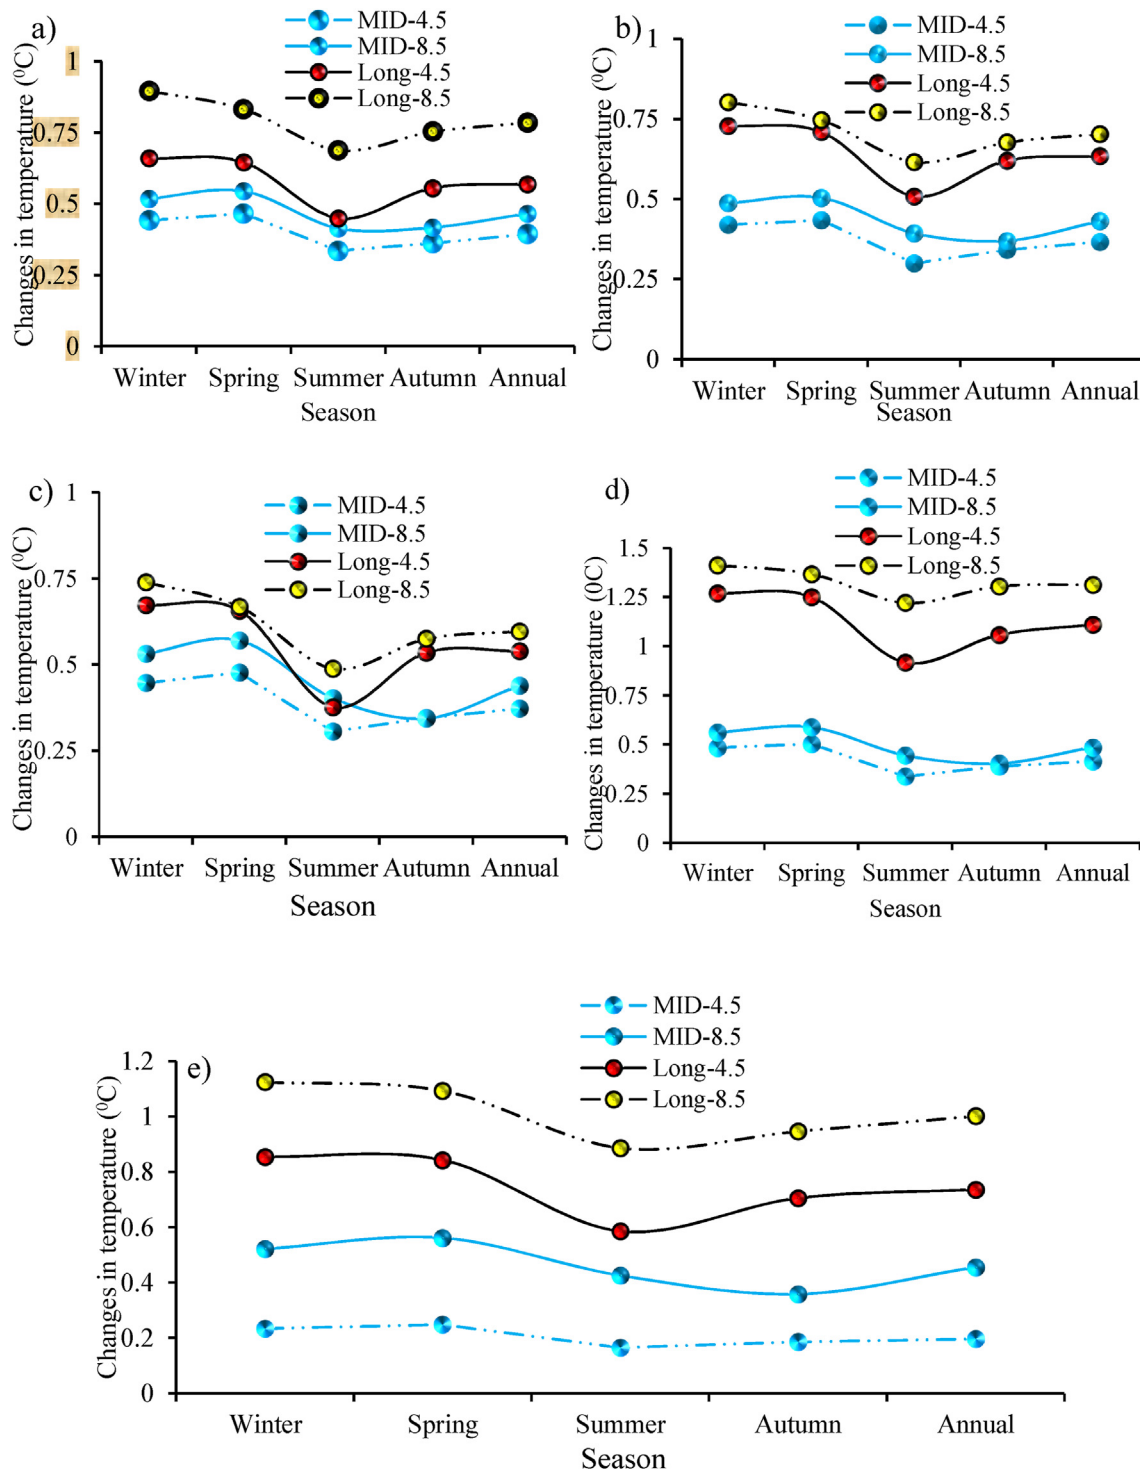 a)
MID-4.5
MID-8.5
Long-4.5
Long-8.5
Changes in temperature (⁰C)
1
0.75
0.5
0.25
0
Winter Spring Summer Autumn Annual
Season
b)
MID-4.5
MID-8.5
Long-4.5
Long-8.5
Changes in temperature (⁰C)
1
0.75
0.5
0.25
0
Winter Spring Summer Autumn Annual
Season
c)
MID-4.5
MID-8.5
Long-4.5
Long-8.5
Changes in temperature (⁰C)
1
0.75
0.5
0.25
0
Winter Spring Summer Autumn Annual
Season
d)
MID-4.5
MID-8.5
Long-4.5
Long-8.5
Changes in temperature (0C)
1.5
1.25
1
0.75
0.5
0.25
0
Winter Spring Summer Autumn Annual
Season
e)
MID-4.5
MID-8.5
Long-4.5
Long-8.5
Changes in temperature (⁰C)
1.2
1
0.8
0.6
0.4
0.2
0
Winter Spring Summer Autumn Annual
Season